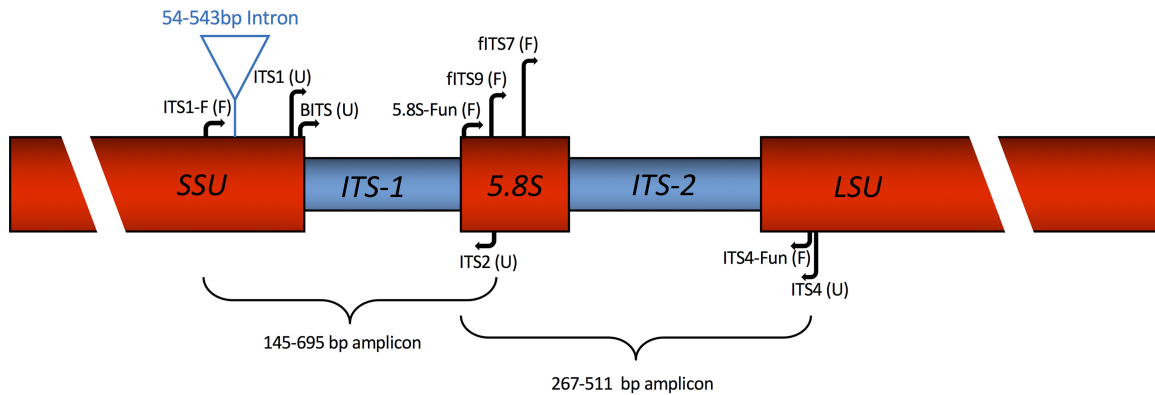 54-543bp Intron
fITS7 (F)
ITS1 (U)
fITS9 (F)
ITS1-F (F)
BITS (U)
5.8S-Fun (F)
SSU
ITS-1
5.8S
ITS-2
LSU
ITS2 (U)
ITS4-Fun (F)
ITS4 (U)
145-695 bp amplicon
267-511 bp amplicon